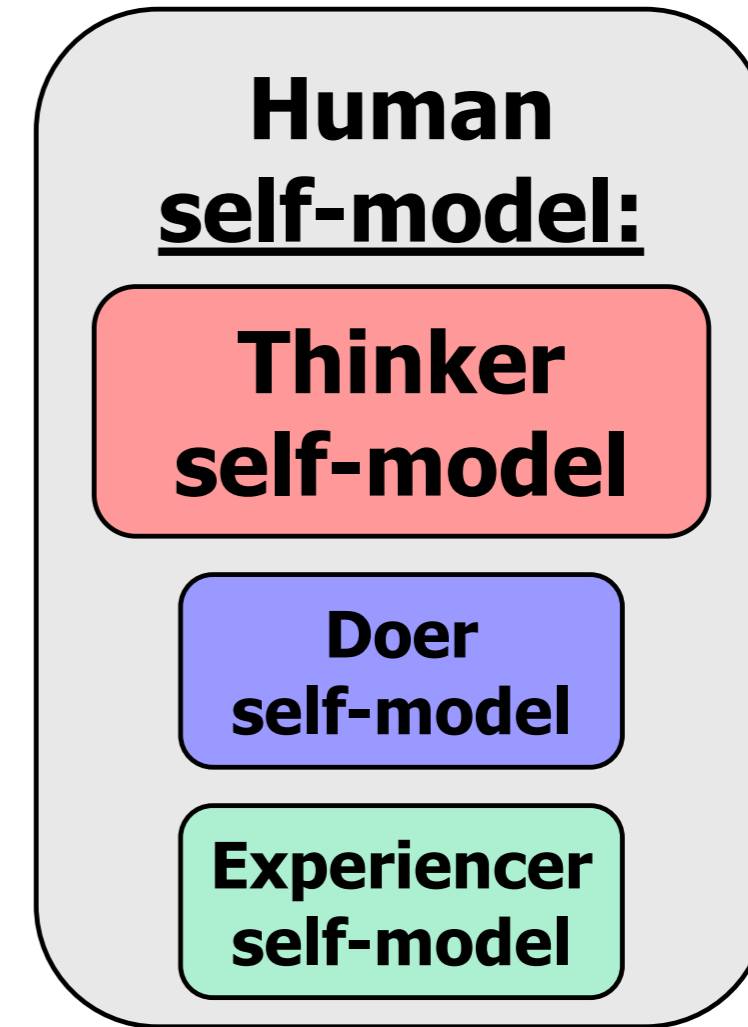 Human
self-model:
Thinker
self-model
Doer
self-model
Experiencer
self-model